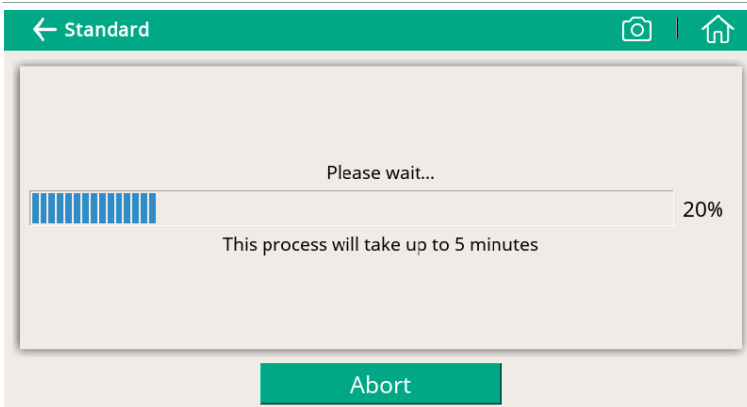 Standard
Please wait...
20%
This process will take up to 5 minutes
Abort